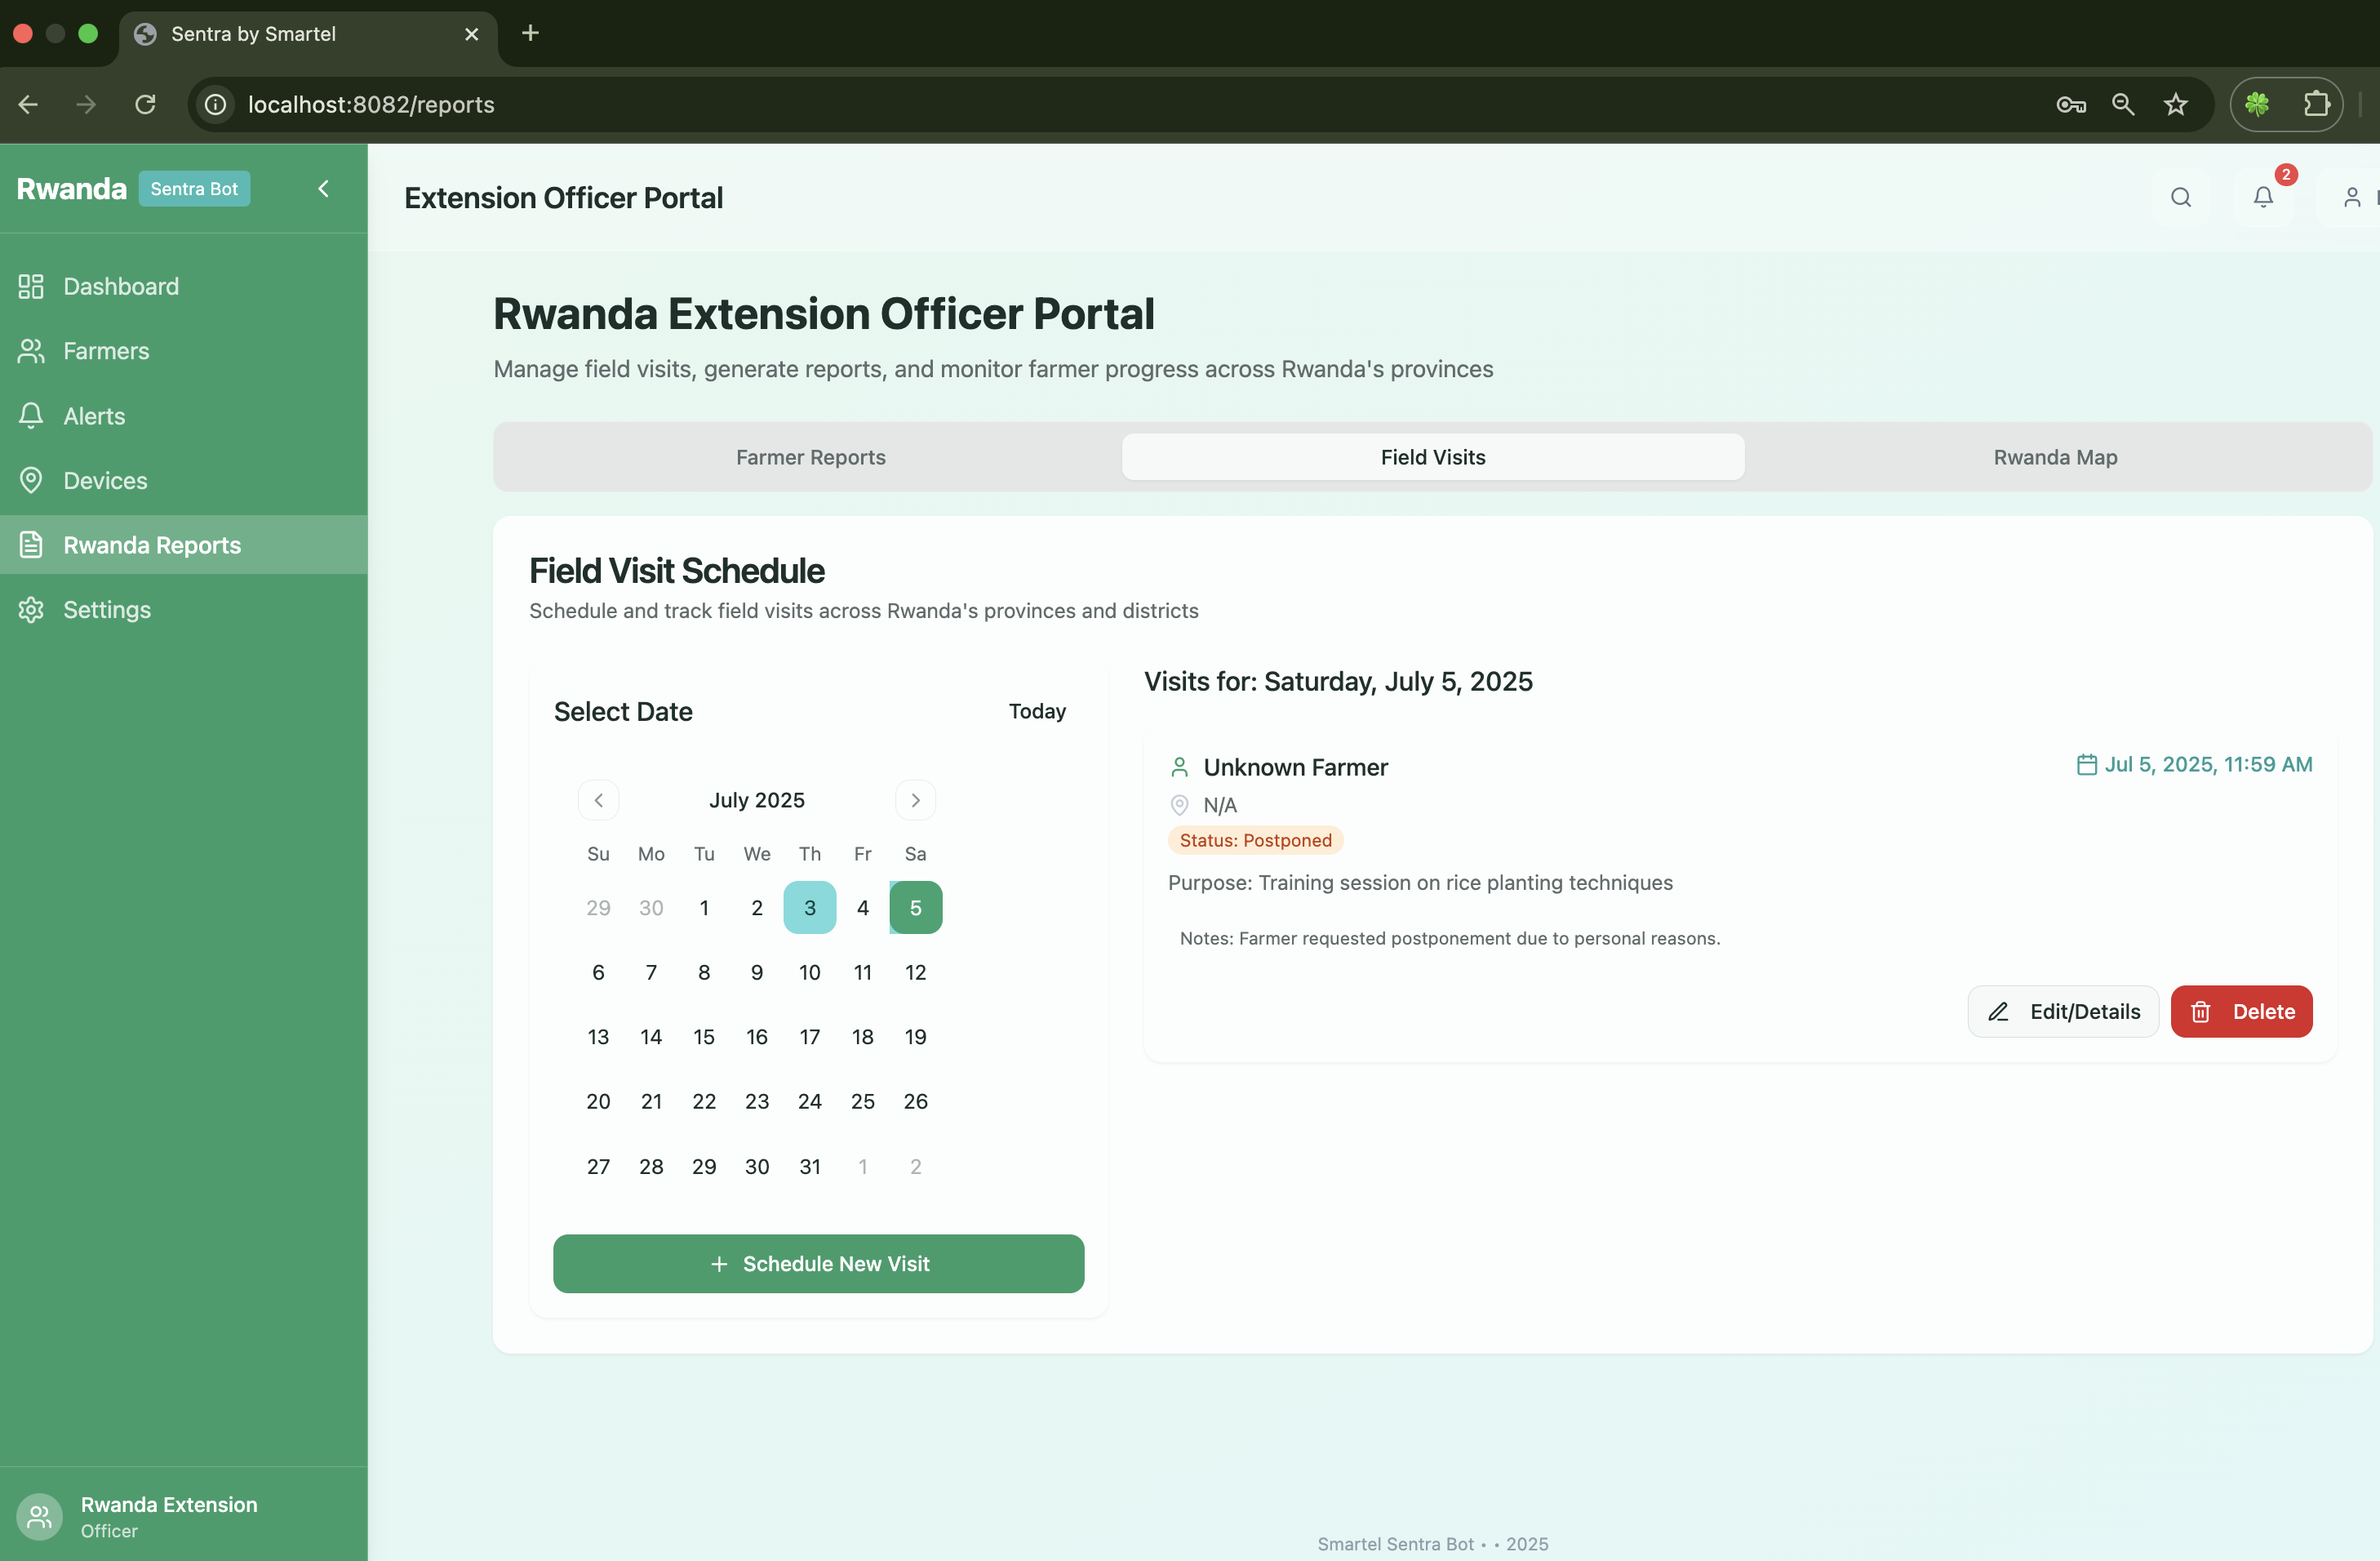 Sentra by Smartel
localhost:8082/reports
Rwanda Sentra Bot
Extension Officer Portal
2
Dashboard
Farmers
Alerts
Devices
Rwanda Reports
Settings
Rwanda Extension Officer Portal
Manage field visits, generate reports, and monitor farmer progress across Rwanda's provinces
Farmer Reports Field Visits Rwanda Map
Field Visit Schedule
Schedule and track field visits across Rwanda's provinces and districts
Select Date Today
July 2025
Su Mo Tu We Th Fr Sa
29 30 1 2 3 4 5
6 7 8 9 10 11 12
13 14 15 16 17 18 19
20 21 22 23 24 25 26
27 28 29 30 31 1 2
+ Schedule New Visit
Visits for: Saturday, July 5, 2025
Unknown Farmer Jul 5, 2025, 11:59 AM
N/A
Status: Postponed
Purpose: Training session on rice planting techniques
Notes: Farmer requested postponement due to personal reasons.
Edit/Details Delete
Rwanda Extension
Officer
Smartel Sentra Bot • • 2025